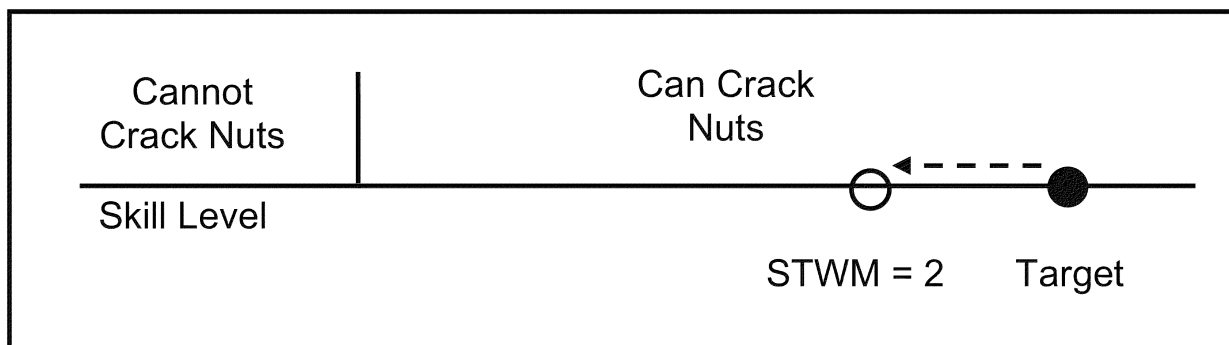 Cannot
Crack Nuts
Can Crack
Nuts
Skill Level
STWM = 2
Target